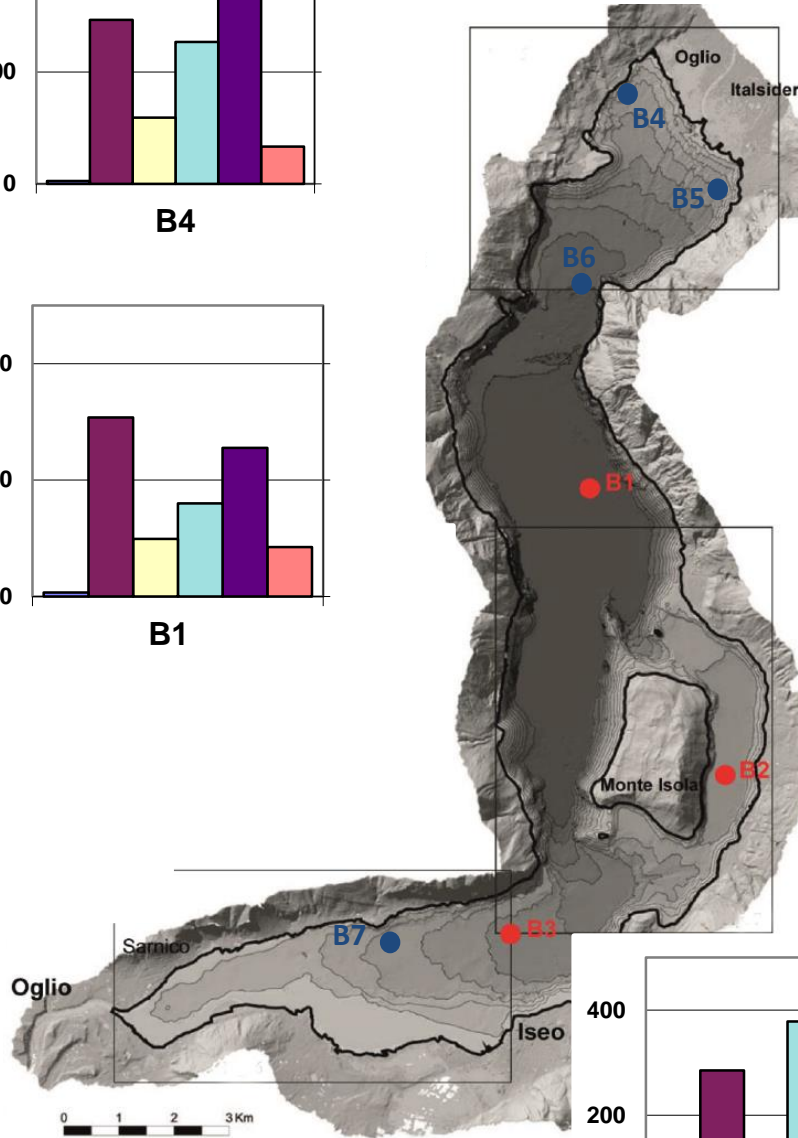 00
0
B4
0
0
0
B1
Oglio
Italsider
B4
B5
B6
B1
B2
Monte Isola
B7
B3
Sarnico
Oglio
Iseo
0 1 2 3 Km
400
200